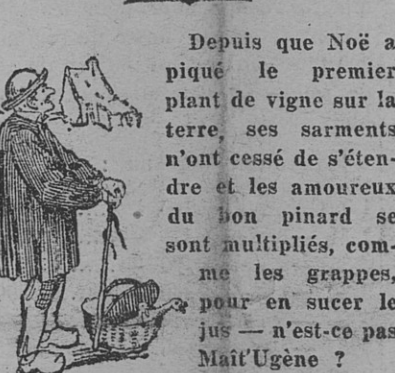 Depuis que Noë a
piqué le premier
plant de vigne sur la
terre, ses sarments
n'ont cessé de s'éten-
dre et les amoureux
du bon pinard se
sont multipliés, com-
me les grappes,
pour en sucer le
jus — n'est-ce pas
Maît'Ugène ?